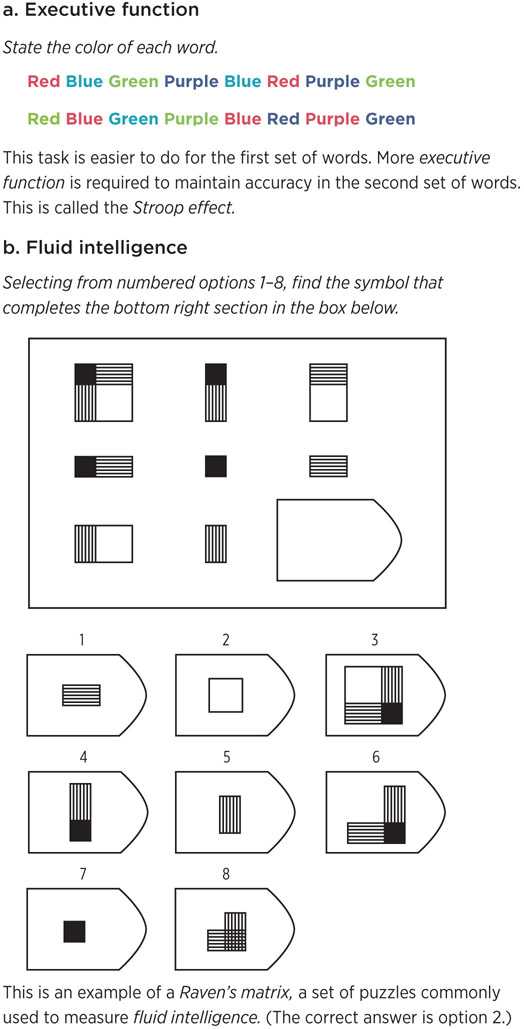 a. Executive function
State the color of each word.
Red Blue Green Purple Blue Red Purple Green
Red Blue Green Purple Blue Red Purple Green
This task is easier to do for the first set of words. More executive
function is required to maintain accuracy in the second set of words.
This is called the Stroop effect.
b. Fluid intelligence
Selecting from numbered options 1–8, find the symbol that
completes the bottom right section in the box below.
1 2 3
4 5 6
7 8
This is an example of a Raven's matrix, a set of puzzles commonly
used to measure fluid intelligence. (The correct answer is option 2.)